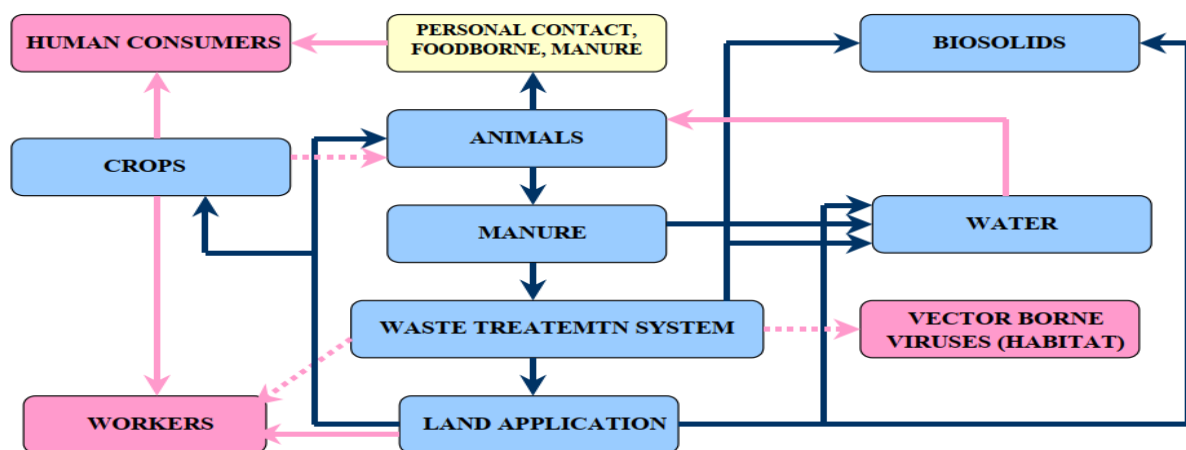 HUMAN CONSUMERS
PERSONAL CONTACT,
FOODBORNE, MANURE
BIOSOLIDS
ANIMALS
CROPS
MANURE
WATER
WASTE TREATEMTN SYSTEM
VECTOR BORNE
VIRUSES (HABITAT)
WORKERS
LAND APPLICATION